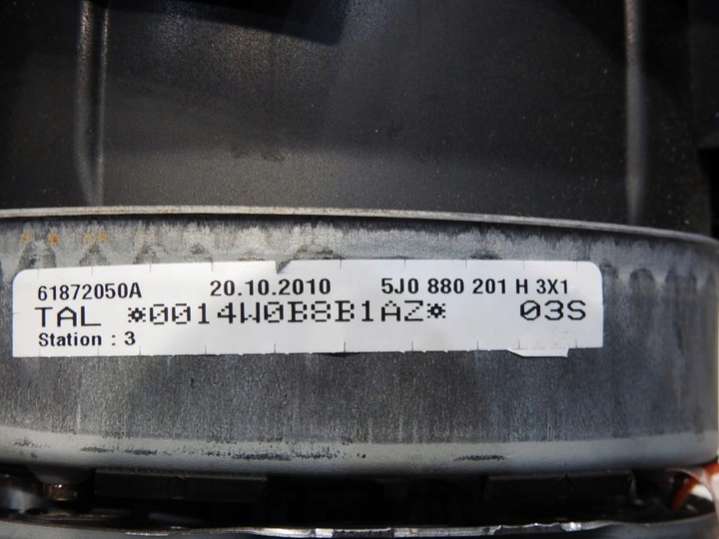 61872050A 20.10.2010 5J0 880 201 H 3X1
TAL *0014W0B8B1AZ* 03S
Station : 3